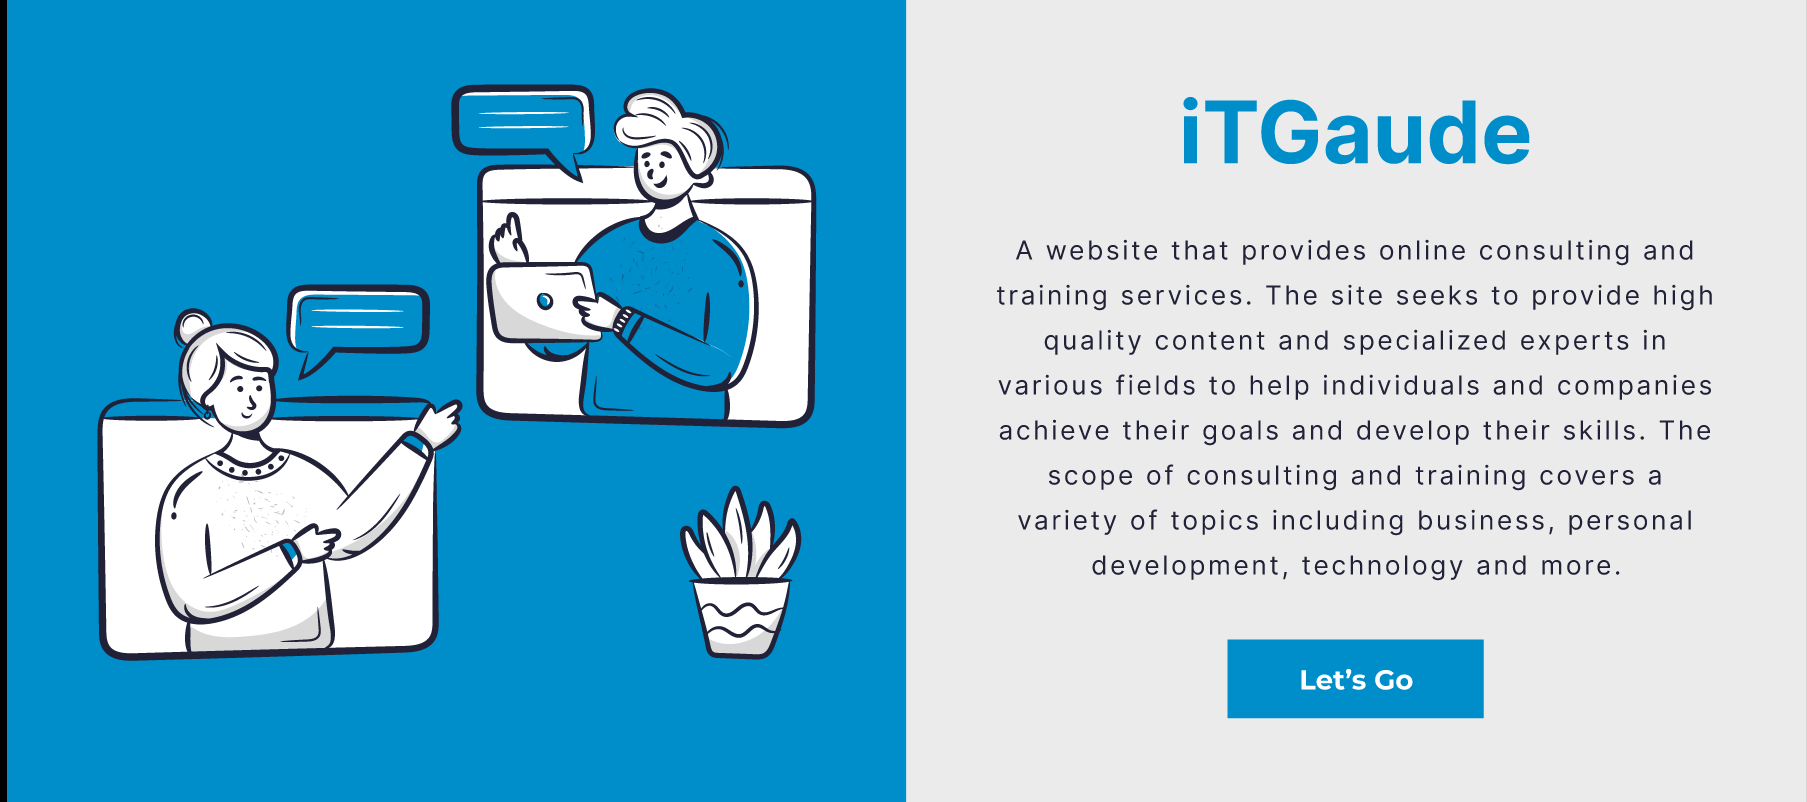 iTGaude
A website that provides online consulting and
training services. The site seeks to provide high
quality content and specialized experts in
various fields to help individuals and companies
achieve their goals and develop their skills. The
scope of consulting and training covers a
variety of topics including business, personal
development, technology and more.
Let’s Go